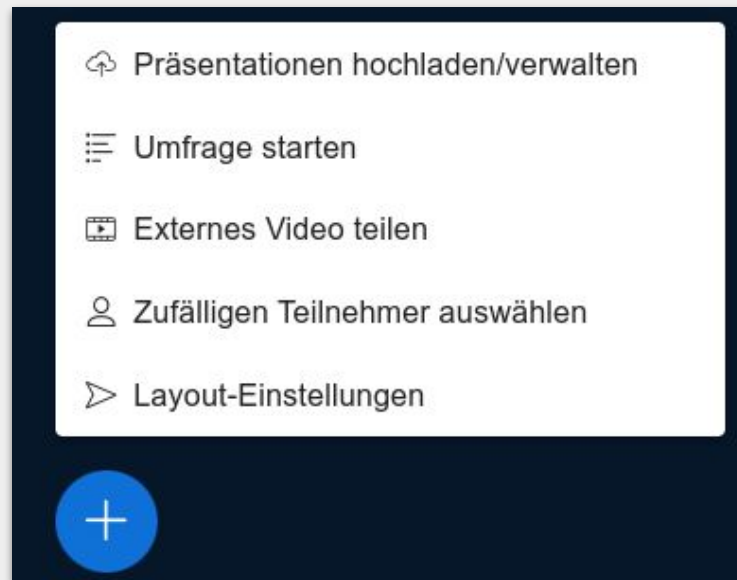 Präsentationen hochladen/verwalten
Umfrage starten
Externes Video teilen
Zufälligen Teilnehmer auswählen
Layout-Einstellungen